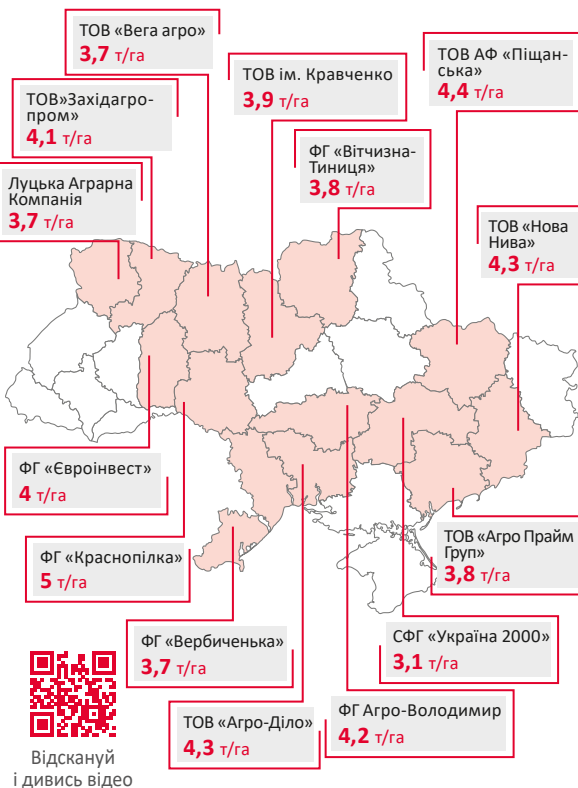 ТОВ «Вега агро»
3,7 т/га
ТОВ ім. Кравченко
3,9 т/га
ТОВ АФ «Піщан-
ська»
4,4 т/га
ТОВ»Західагро-
пром»
4,1 т/га
ФГ «Вітчизна-
Тиниця»
3,8 т/га
Луцька Аграрна
Компанія
3,7 т/га
ТОВ «Нова
Нива»
4,3 т/га
ФГ «Євроінвест»
4 т/га
ФГ «Краснопілка»
5 т/га
ТОВ «Агро Прайм
Груп»
3,8 т/га
ФГ «Вербиченька»
3,7 т/га
СФГ «Україна 2000»
3,1 т/га
ТОВ «Агро-Діло»
4,3 т/га
ФГ Агро-Володимир
4,2 т/га
Відскануй
і дивись відео